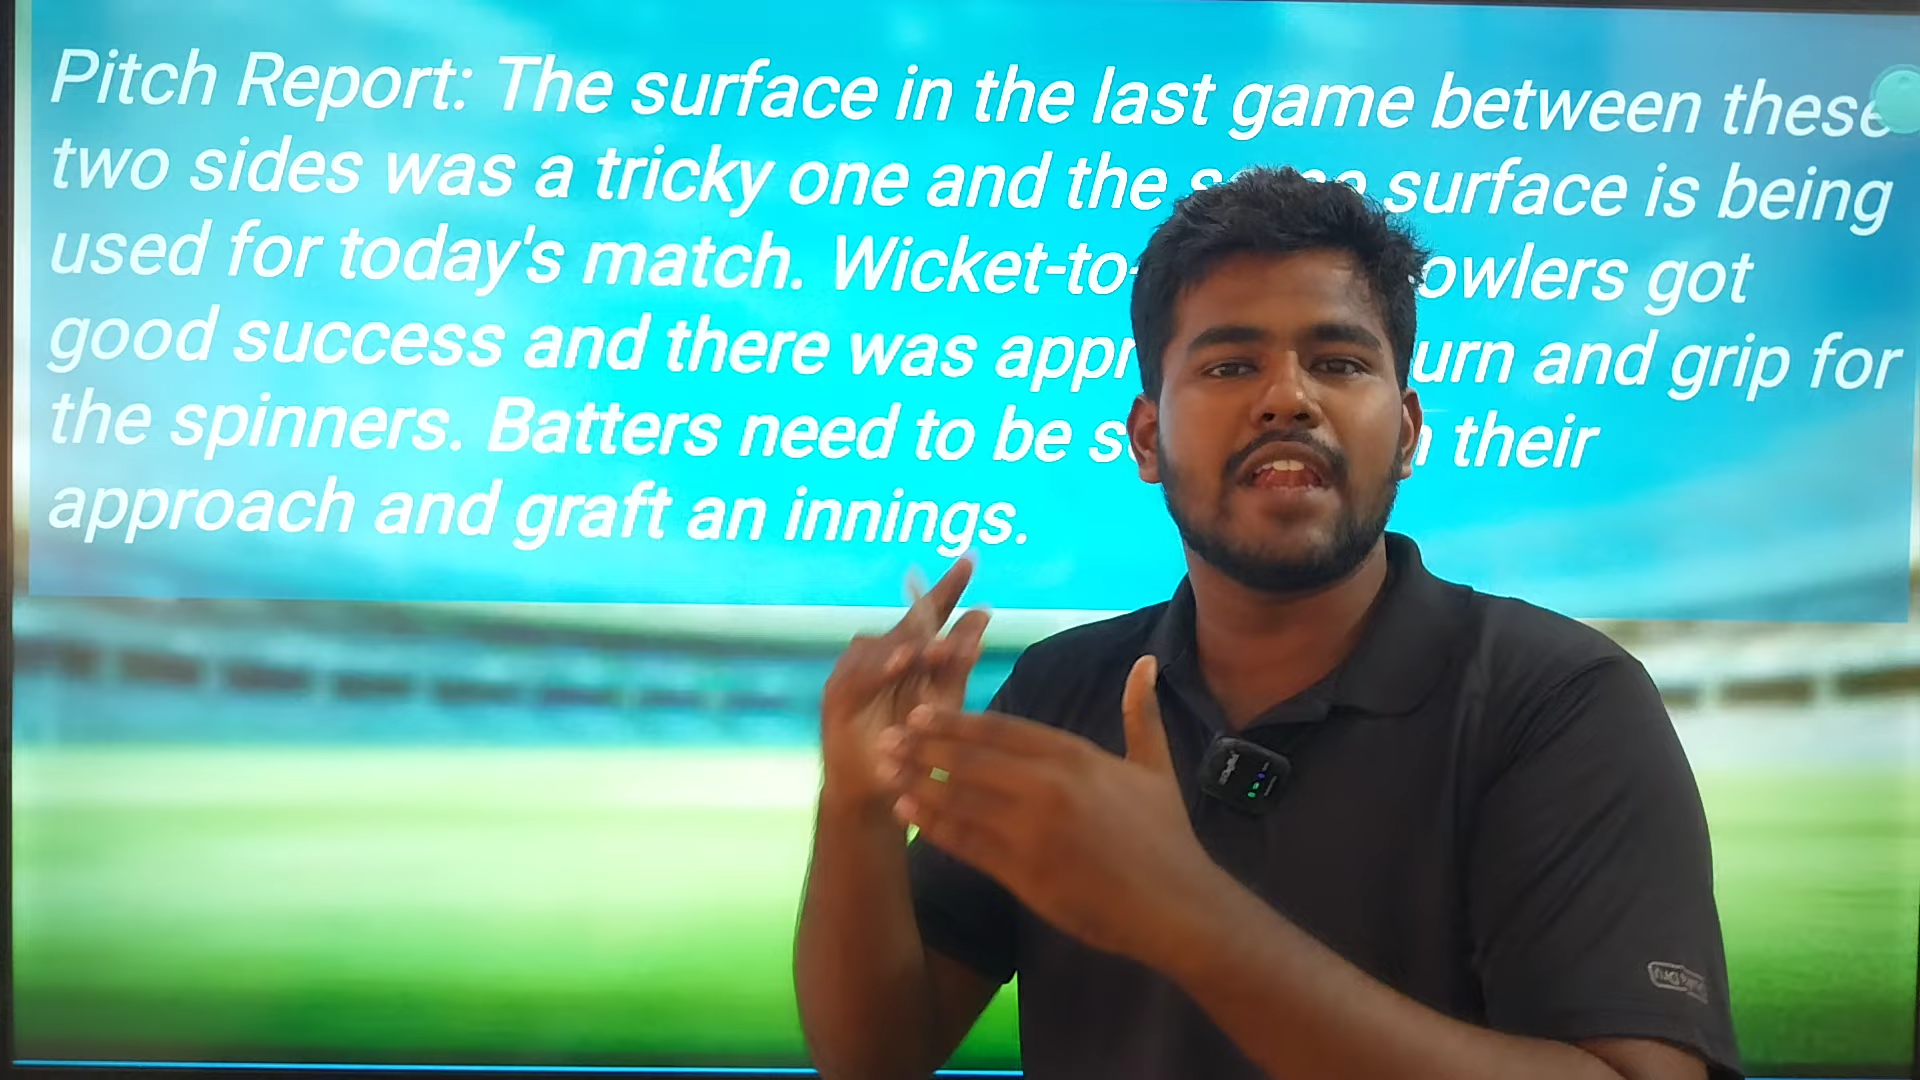 Pitch Report: The surface in the last game between these
two sides was a tricky one and the same surface is being
used for today's match. Wicket-to- owlers got
good success and there was appr urn and grip for
the spinners. Batters need to be s their
approach and graft an innings.